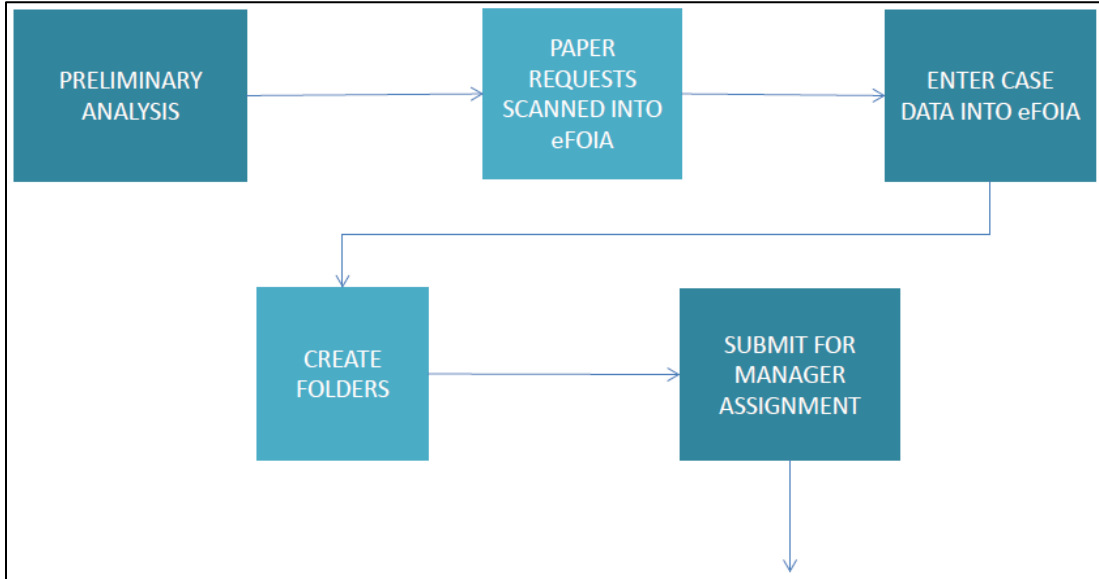 PRELIMINARY
ANALYSIS
PAPER
REQUESTS
SCANNED INTO
eFOIA
ENTER CASE
DATA INTO eFOIA
CREATE
FOLDERS
SUBMIT FOR
MANAGER
ASSIGNMENT